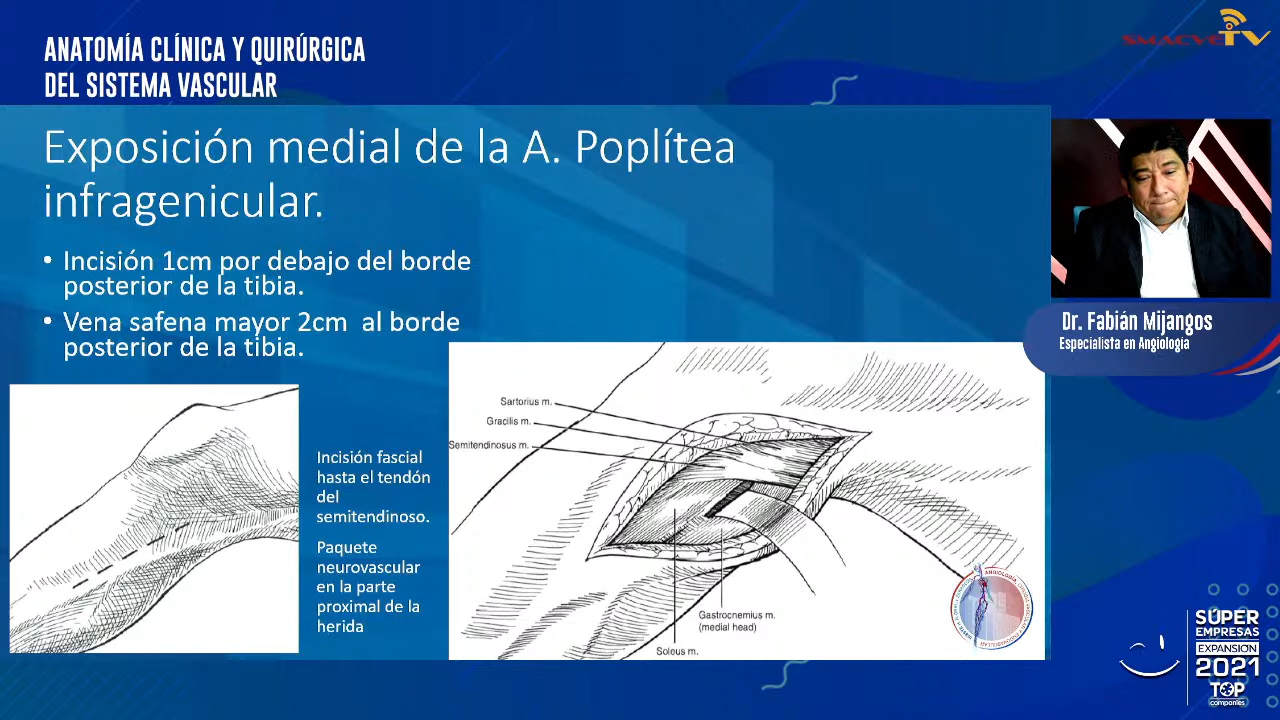 SMACVETV
ANATOMÍA CLÍNICA Y QUIRÚRGICA
DEL SISTEMA VASCULAR
Exposición medial de la A. Poplítea
infragenicular.
• Incisión 1cm por debajo del borde
posterior de la tibia.
• Vena safena mayor 2cm al borde
posterior de la tibia.
Incisión fascial
hasta el tendón
del
semitendinoso.
Paquete
neurovascular
en la parte
proximal de la
herida
Sartorius m.
Gracilis m.
Semitendinosus m.
Gastrocnemius m.
(medial head)
Soleus m.
Dr. Fabián Mijangos
Especialista en Angiología
SÚPER
EMPRESAS
EXPANSIÓN
2021
TOP
companies